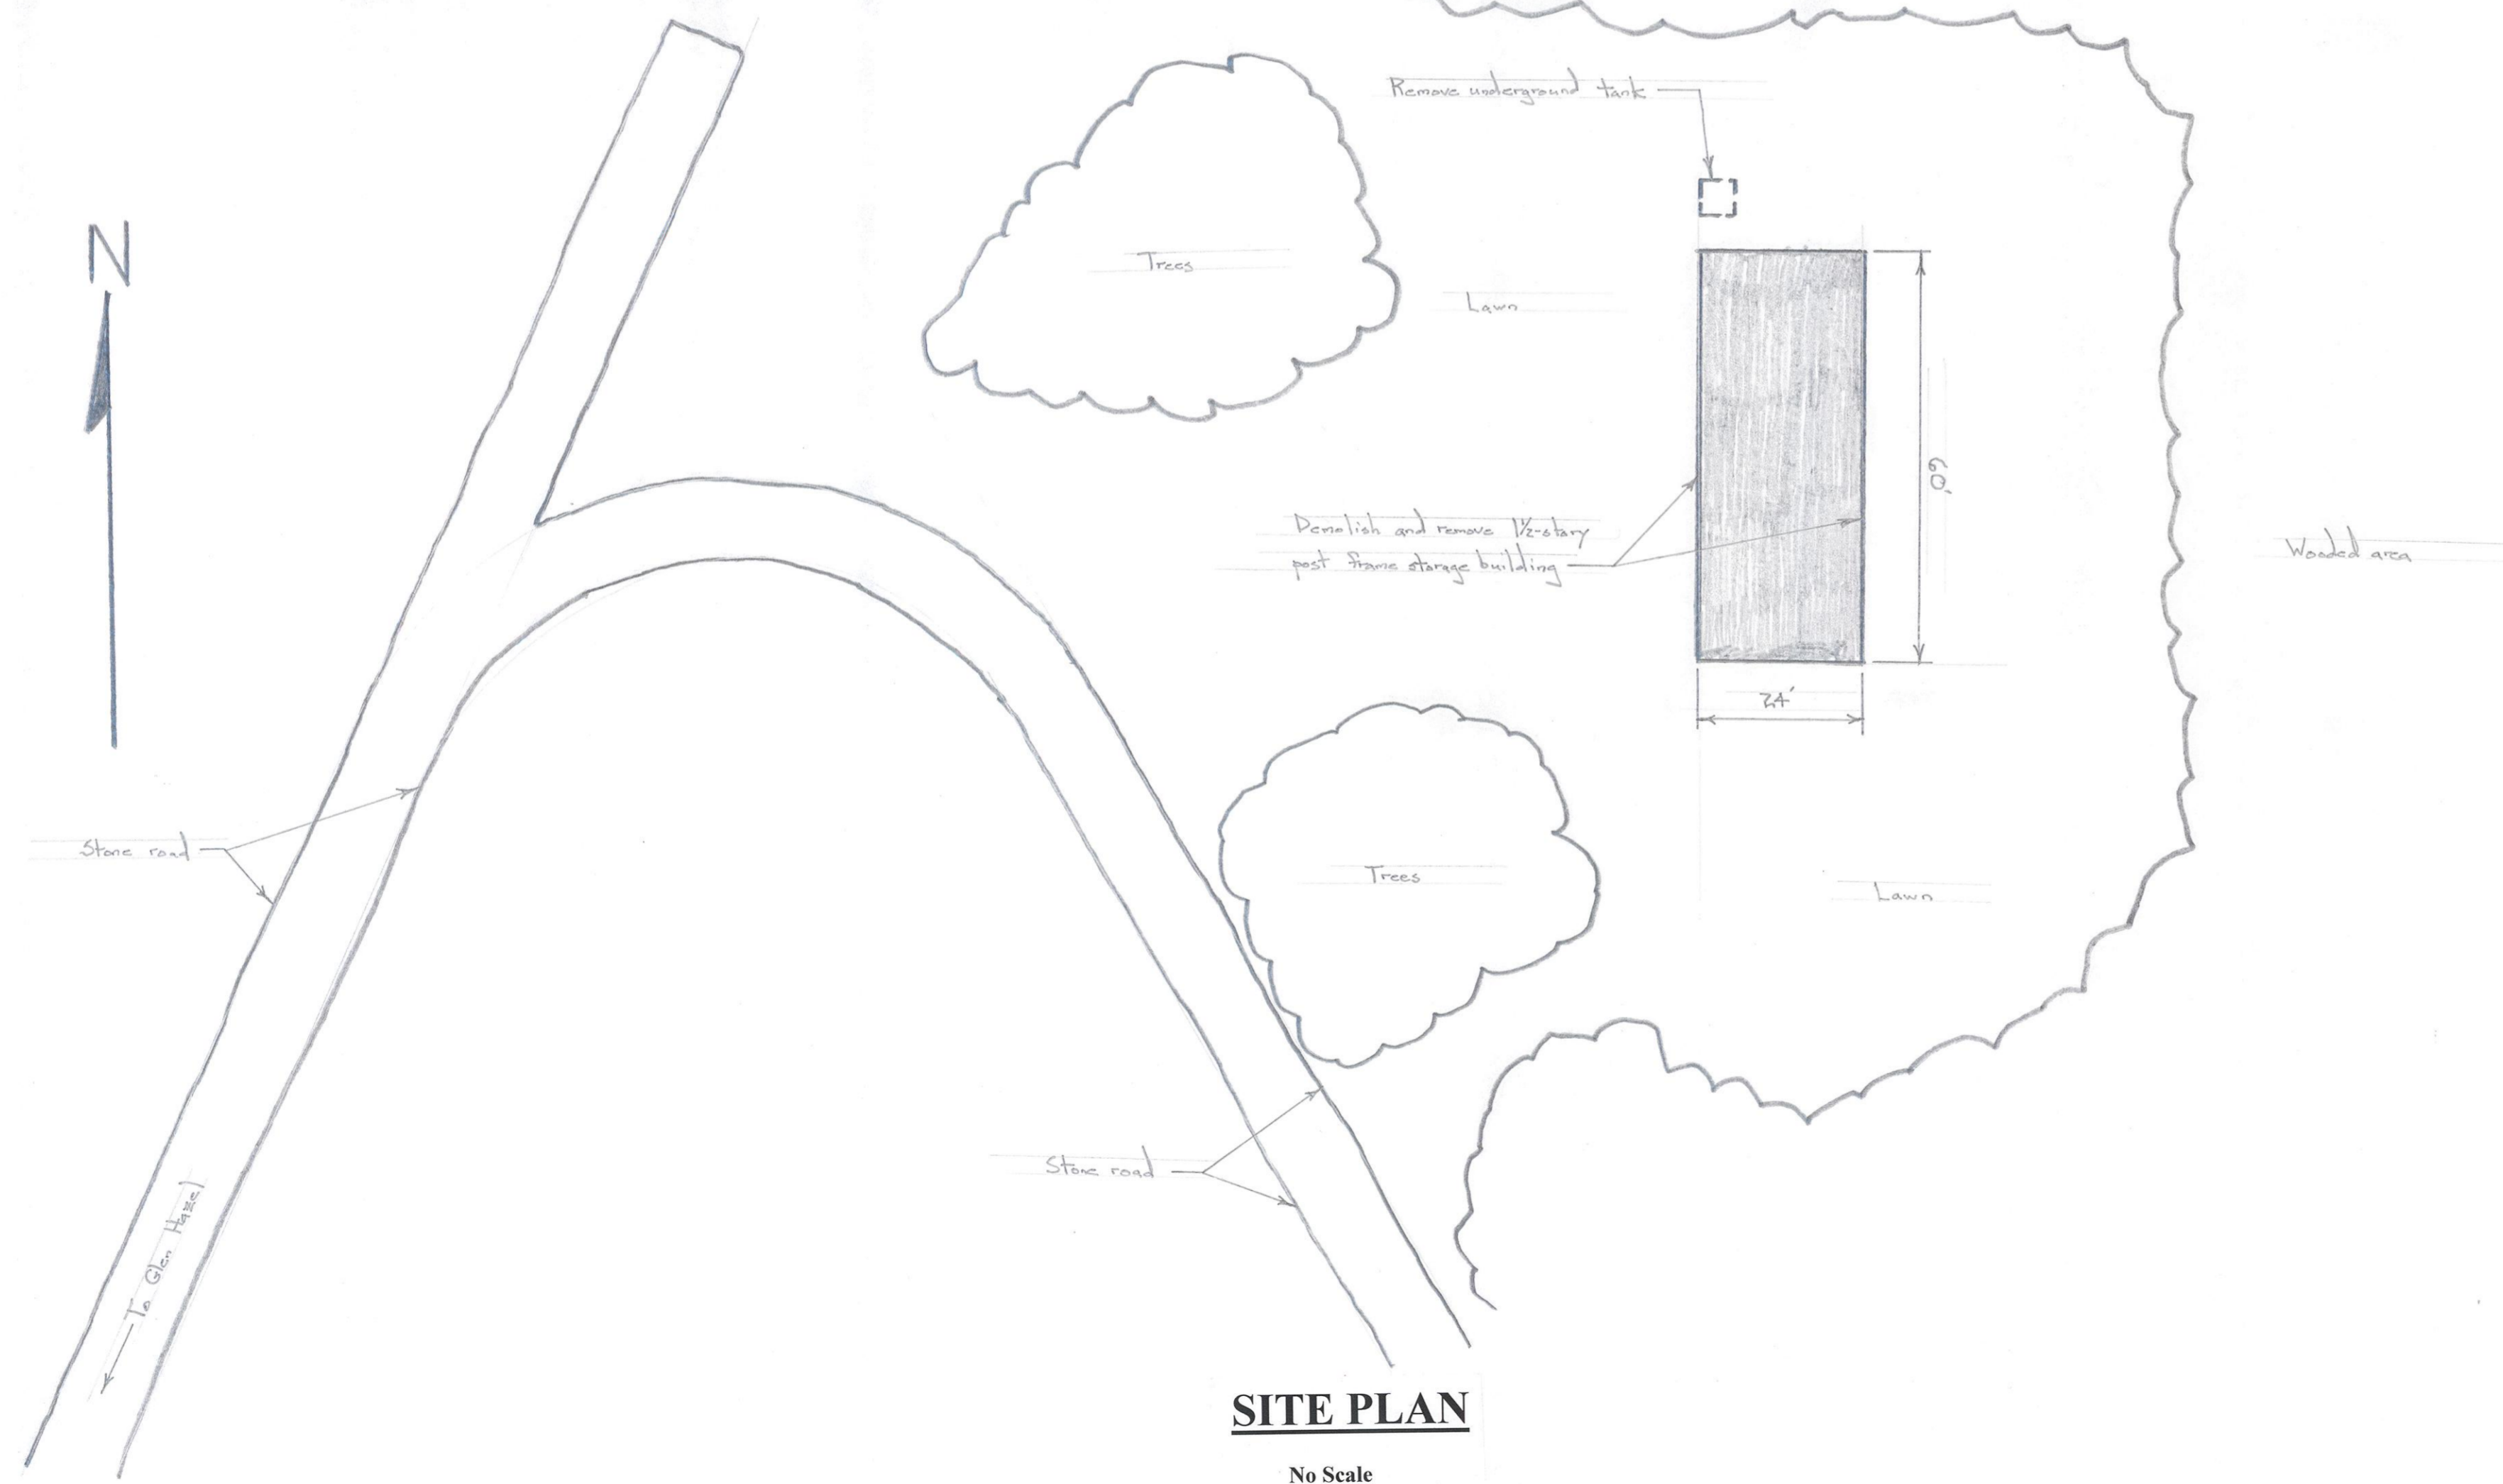 Remove underground tank
N
Trees
Lawn
60'
Demolish and remove 1½-story
post frame storage building
Wooded area
24'
Stone road
Trees
Lawn
Stone road
To Glen Hazel
SITE PLAN
No Scale